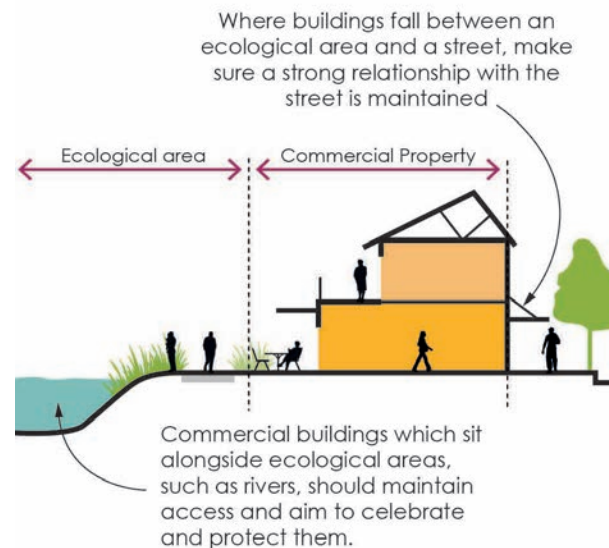 Where buildings fall between an
ecological area and a street, make
sure a strong relationship with the
street is maintained
Ecological area
Commercial Property
Commercial buildings which sit
alongside ecological areas,
such as rivers, should maintain
access and aim to celebrate
and protect them.